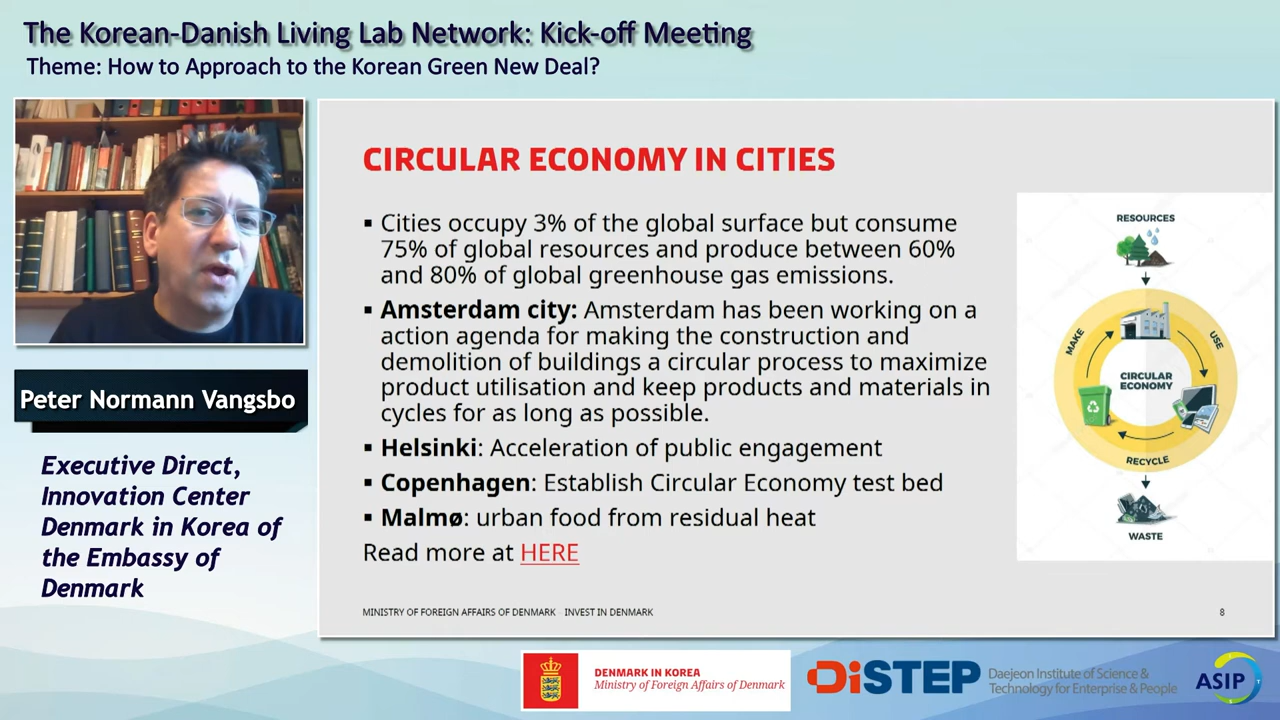 The Korean-Danish Living Lab Network: Kick-off Meeting
Theme: How to Approach to the Korean Green New Deal?
Peter Normann Vangsbo
Executive Direct,
Innovation Center
Denmark in Korea of
the Embassy of
Denmark
CIRCULAR ECONOMY IN CITIES
▪ Cities occupy 3% of the global surface but consume
75% of global resources and produce between 60%
and 80% of global greenhouse gas emissions.
▪ Amsterdam city: Amsterdam has been working on a
action agenda for making the construction and
demolition of buildings a circular process to maximize
product utilisation and keep products and materials in
cycles for as long as possible.
▪ Helsinki: Acceleration of public engagement
▪ Copenhagen: Establish Circular Economy test bed
▪ Malmø: urban food from residual heat
Read more at HERE
RESOURCES
MAKE
USE
CIRCULAR
ECONOMY
RECYCLE
WASTE
MINISTRY OF FOREIGN AFFAIRS OF DENMARK INVEST IN DENMARK
8
DENMARK IN KOREA
Ministry of Foreign Affairs of Denmark
DiSTEP
Daejeon Institute of Science &
Technology for Enterprise & People
ASIP